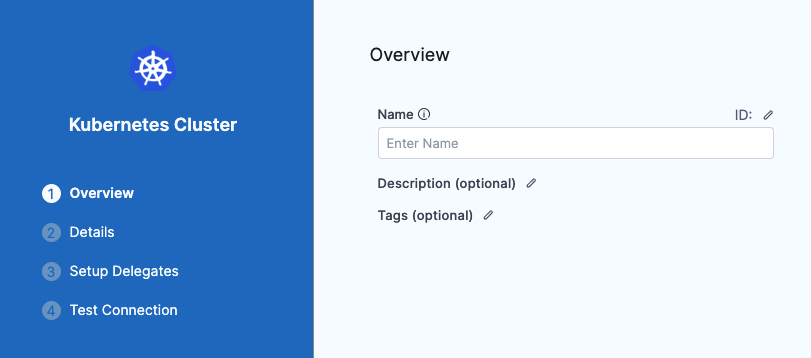 Kubernetes Cluster
1 Overview
2 Details
3 Setup Delegates
4 Test Connection
Overview
Name ID:
Enter Name
Description (optional)
Tags (optional)